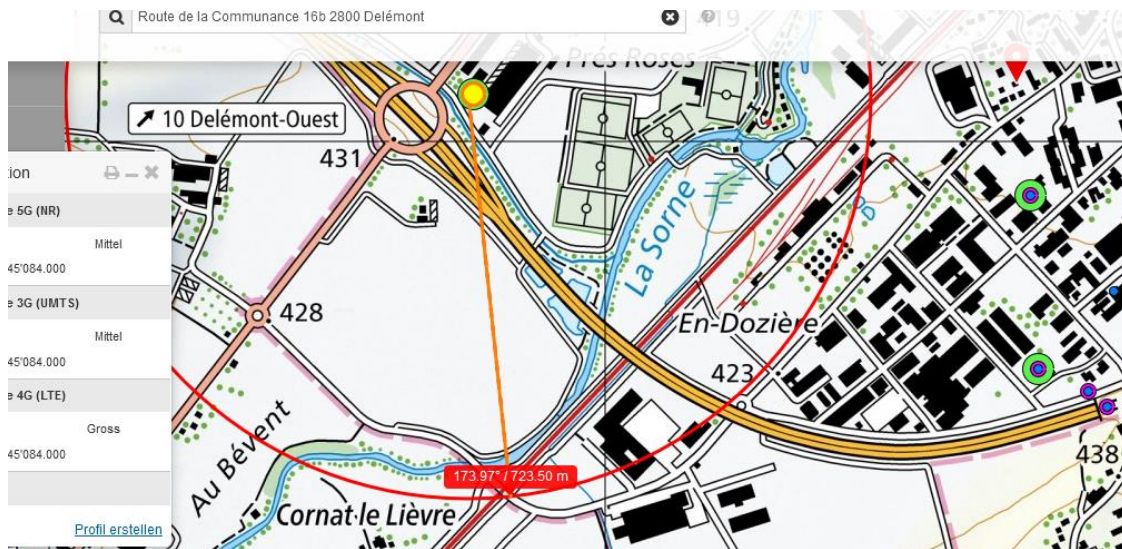 Route de la Communance 16b 2800 Delémont
419
Prés Roses
10 Delémont-Ouest
431
tion
e 5G (NR)
Mittel
45'084.000
La Sorne
e 3G (UMTS)
428
En-Dozière
Mittel
45'084.000
423
e 4G (LTE)
Gross
Au Bévent
45'084.000
438
173.97° / 723.50 m
Cornat le Lièvre
Profil erstellen